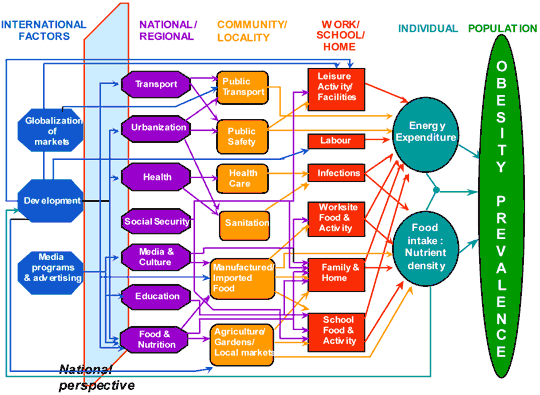 INTERNATIONAL
FACTORS
NATIONAL/
REGIONAL
COMMUNITY/
LOCALITY
WORK/
SCHOOL/
HOME
INDIVIDUAL
POPULATION
Globalization
of
markets
Development
Media
programs
& advertising
Transport
Urbanization
Health
Social Security
Media &
Culture
Education
Food &
Nutrition
National
perspective
Public
Transport
Public
Safety
Health
Care
Sanitation
Manufactured/
Imported
Food
Agriculture/
Gardens/
Local markets
Leisure
Activity/
Facilities
Labour
Infections
Worksite
Food &
Activity
Family &
Home
School
Food &
Activity
Energy
Expenditure
Food
intake :
Nutrient
density
OBESITY PREVALENCE